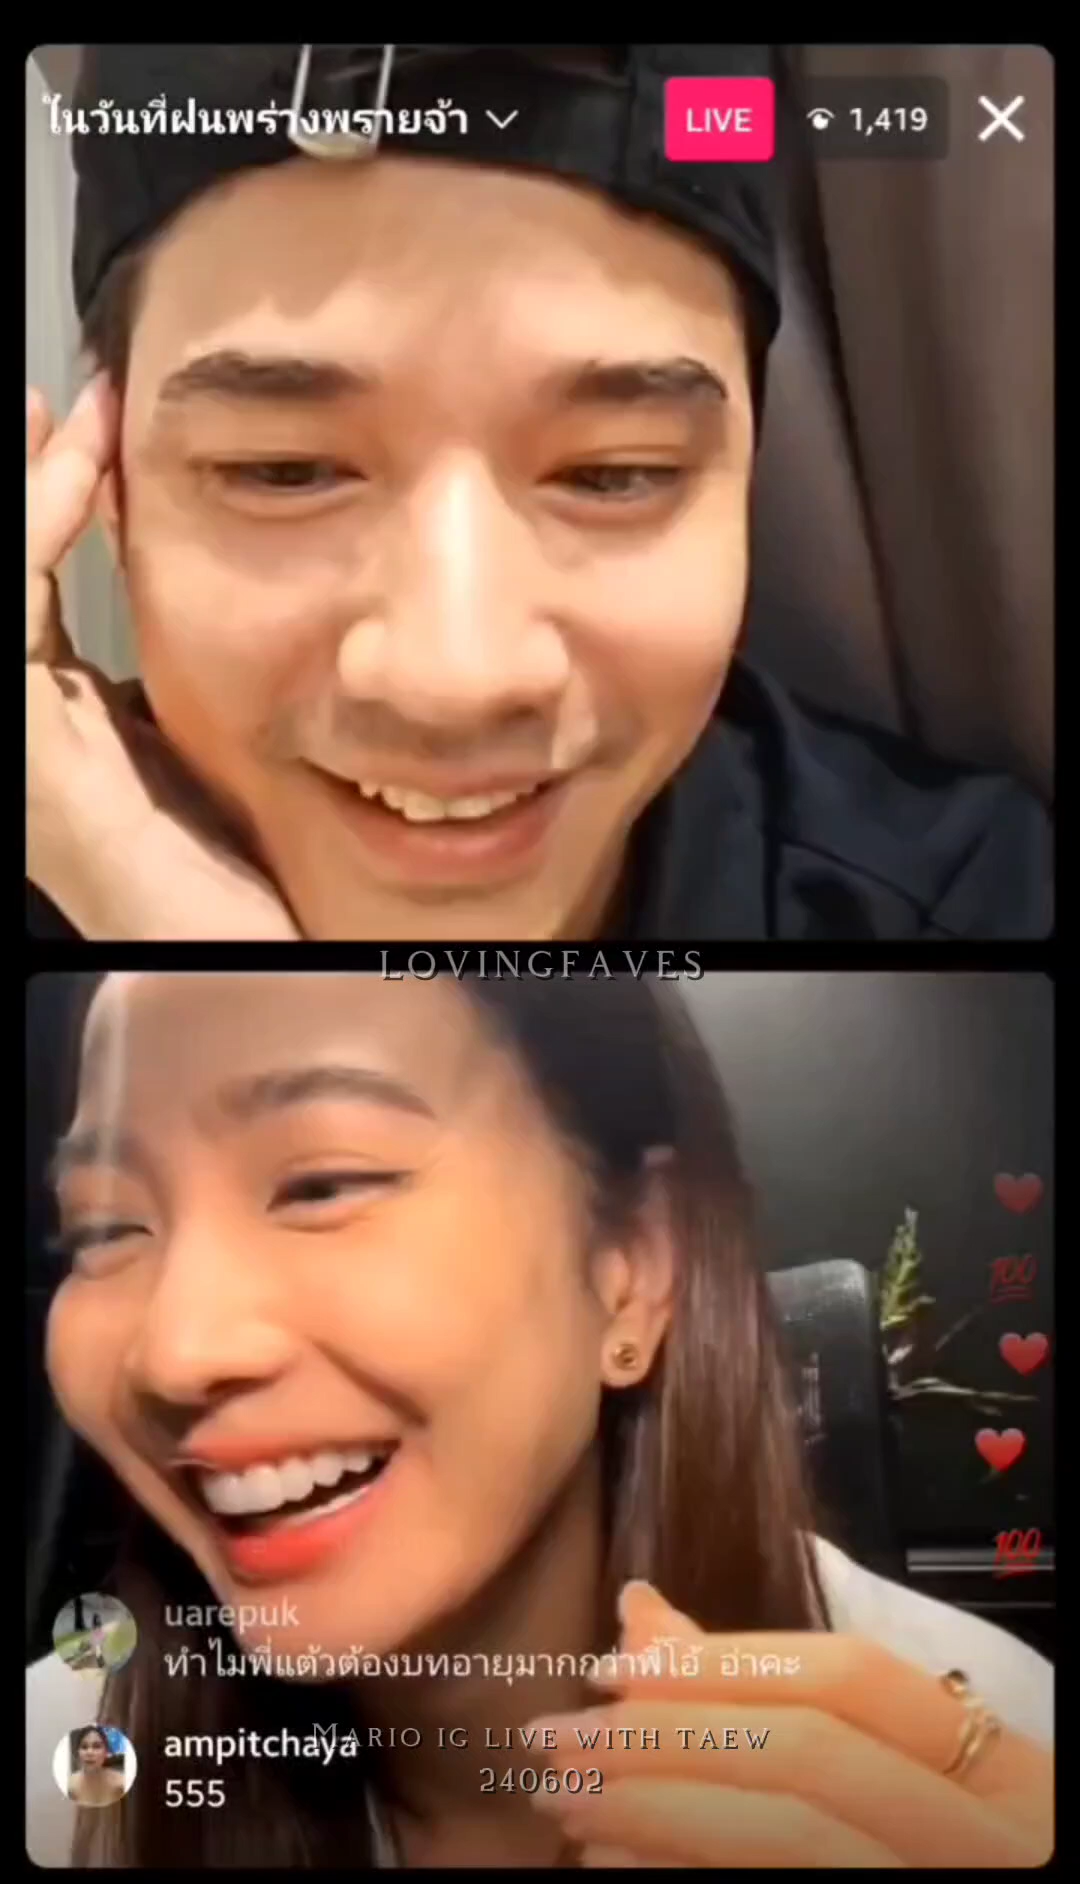 ในวันที่ฝนพร่างพรายจ้า
LIVE
1,419
LOVINGFAVES
uarepuk
ทำไมพี่แต้วต้องบทอายุมากกว่าพี่โอ้ อ่าคะ
ampitchaya
555
MARIO IG LIVE WITH TAEW
240602
100
100